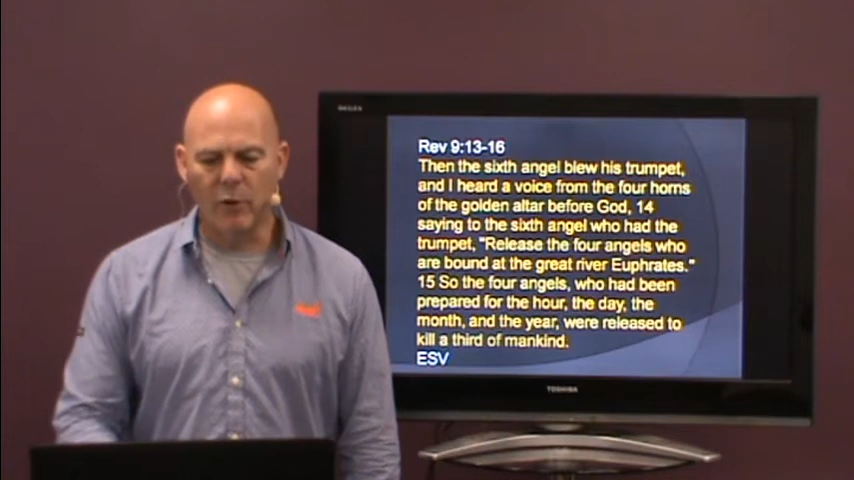 Rev 9:13-16
Then the sixth angel blew his trumpet,
and I heard a voice from the four horns
of the golden altar before God, 14
saying to the sixth angel who had the
trumpet, "Release the four angels who
are bound at the great river Euphrates."
15 So the four angels, who had been
prepared for the hour, the day, the
month, and the year, were released to
kill a third of mankind.
ESV
TOSHIBA